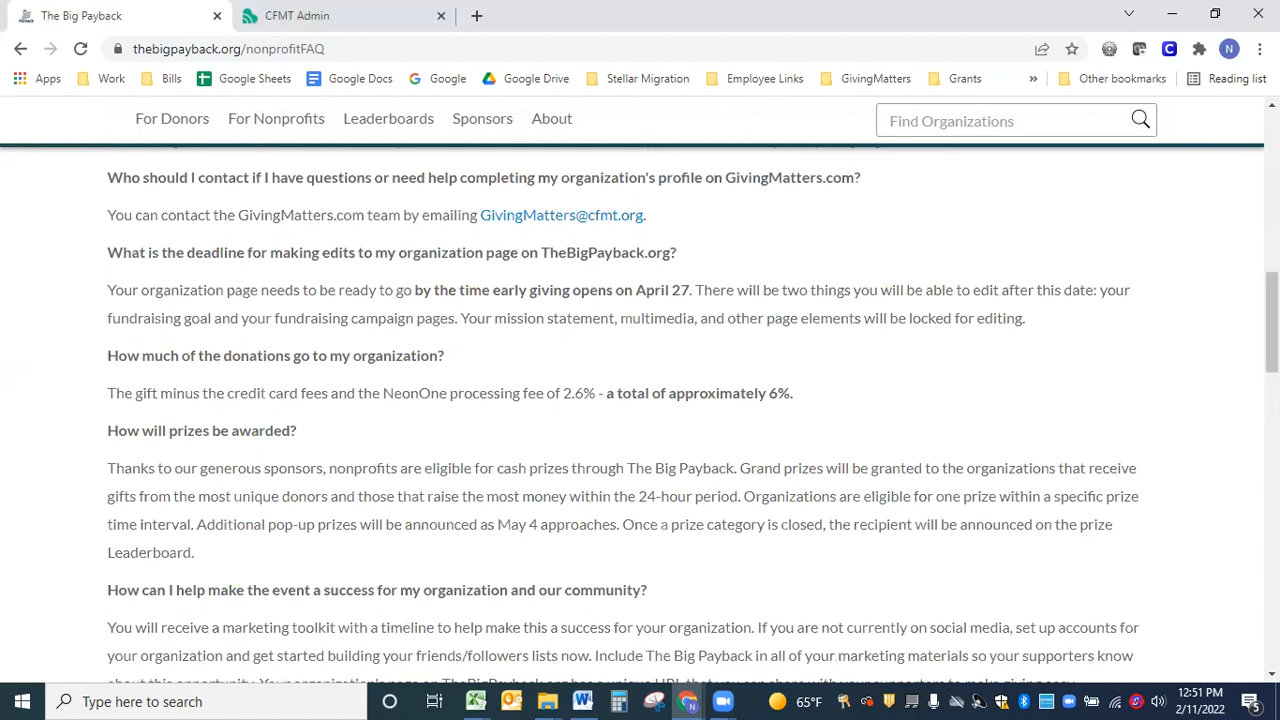 The Big Payback
CFMT Admin
thebigpayback.org/nonprofitFAQ
N
Apps Work Bills Google Sheets Google Docs Google Google Drive Stellar Migration Employee Links GivingMatters Grants » Other bookmarks Reading list
For Donors For Nonprofits Leaderboards Sponsors About Find Organizations
Who should I contact if I have questions or need help completing my organization's profile on GivingMatters.com?
You can contact the GivingMatters.com team by emailing GivingMatters@cfmt.org.
What is the deadline for making edits to my organization page on TheBigPayback.org?
Your organization page needs to be ready to go by the time early giving opens on April 27. There will be two things you will be able to edit after this date: your
fundraising goal and your fundraising campaign pages. Your mission statement, multimedia, and other page elements will be locked for editing.
How much of the donations go to my organization?
The gift minus the credit card fees and the NeonOne processing fee of 2.6% - a total of approximately 6%.
How will prizes be awarded?
Thanks to our generous sponsors, nonprofits are eligible for cash prizes through The Big Payback. Grand prizes will be granted to the organizations that receive
gifts from the most unique donors and those that raise the most money within the 24-hour period. Organizations are eligible for one prize within a specific prize
time interval. Additional pop-up prizes will be announced as May 4 approaches. Once a prize category is closed, the recipient will be announced on the prize
Leaderboard.
How can I help make the event a success for my organization and our community?
You will receive a marketing toolkit with a timeline to help make this a success for your organization. If you are not currently on social media, set up accounts for
your organization and get started building your friends/followers lists now. Include The Big Payback in all of your marketing materials so your supporters know
Type here to search
65°F
12:51 PM
2/11/2022
5